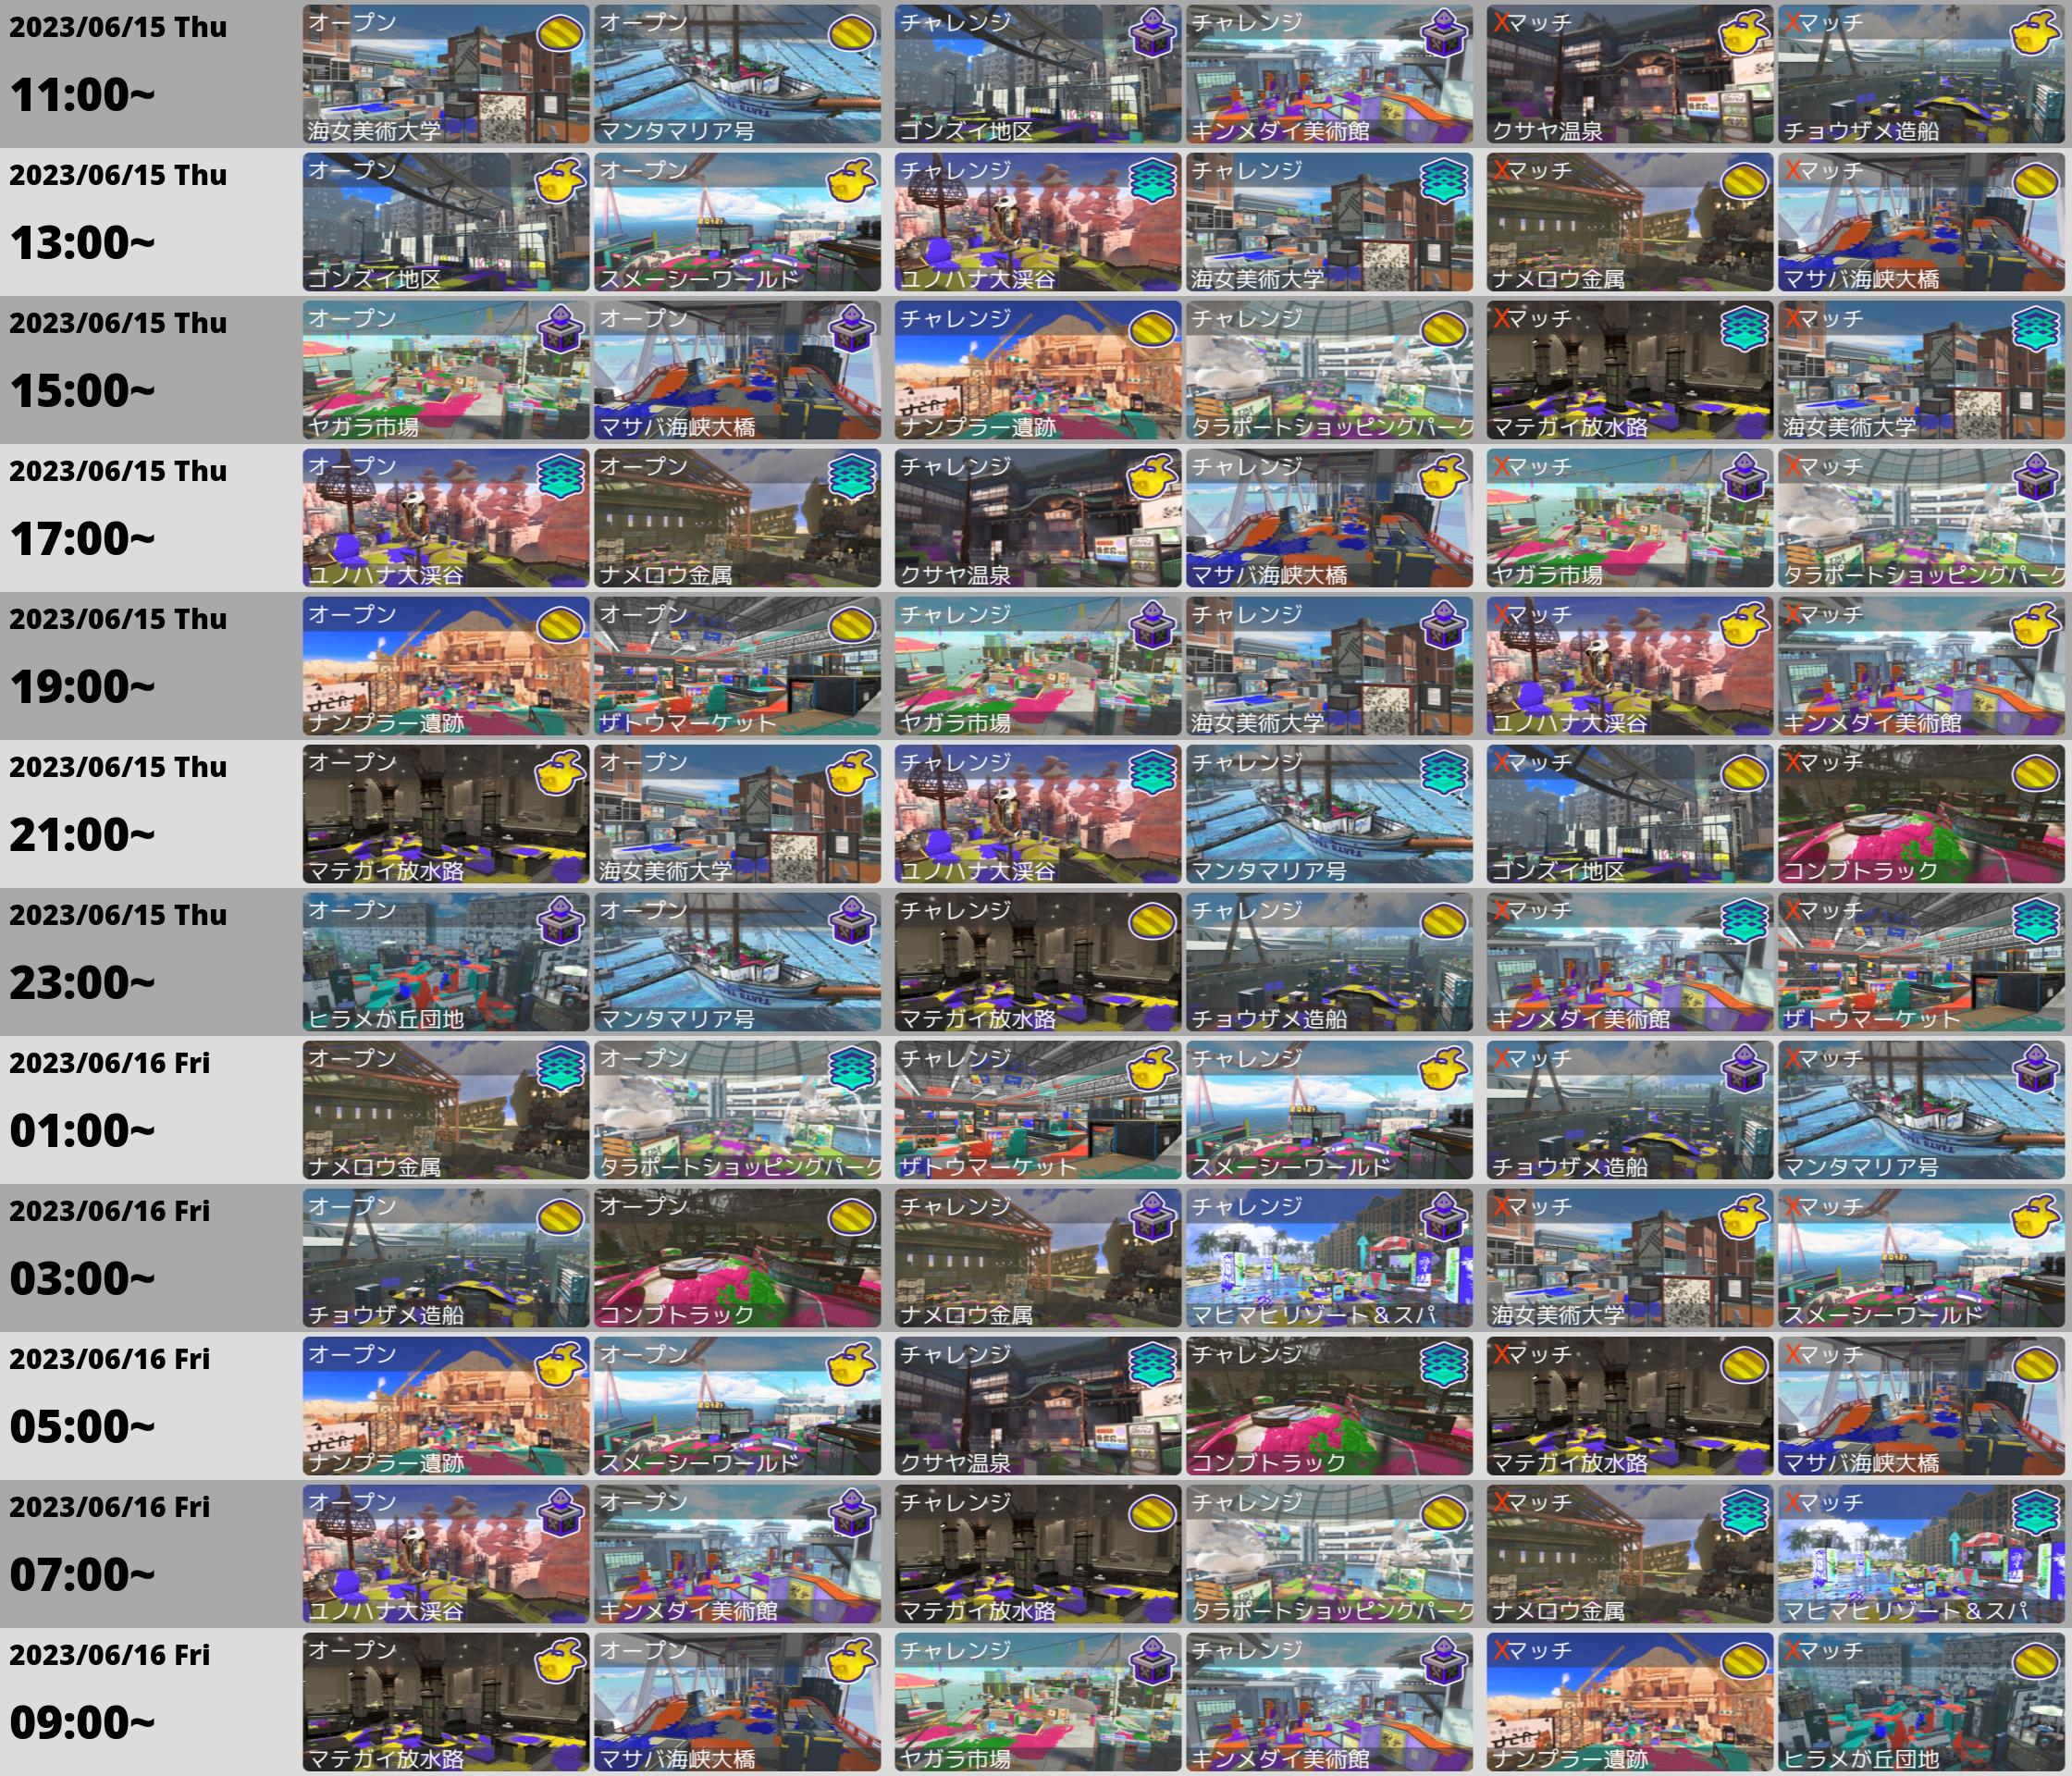 2023/06/15 Thu
11:00~
オープン オープン チャレンジ チャレンジ Xマッチ Xマッチ
海女美術大学 マンタマリア号 ゴンズイ地区 キンメダイ美術館 クサヤ温泉 チョウザメ造船
2023/06/15 Thu
13:00~
オープン オープン チャレンジ チャレンジ Xマッチ Xマッチ
ゴンズイ地区 スメーシーワールド ユノハナ大渓谷 海女美術大学 ナメロウ金属 マサバ海峡大橋
2023/06/15 Thu
15:00~
オープン オープン チャレンジ チャレンジ Xマッチ Xマッチ
ヤガラ市場 マサバ海峡大橋 ナンプラー遺跡 タラポートショッピングパーク マテガイ放水路 海女美術大学
2023/06/15 Thu
17:00~
オープン オープン チャレンジ チャレンジ Xマッチ Xマッチ
ユノハナ大渓谷 ナメロウ金属 クサヤ温泉 マサバ海峡大橋 ヤガラ市場 タラポートショッピングパーク
2023/06/15 Thu
19:00~
オープン オープン チャレンジ チャレンジ Xマッチ Xマッチ
ナンプラー遺跡 ザトウマーケット ヤガラ市場 海女美術大学 ユノハナ大渓谷 キンメダイ美術館
2023/06/15 Thu
21:00~
オープン オープン チャレンジ チャレンジ Xマッチ Xマッチ
マテガイ放水路 海女美術大学 ユノハナ大渓谷 マンタマリア号 ゴンズイ地区 コンブトラック
2023/06/15 Thu
23:00~
オープン オープン チャレンジ チャレンジ Xマッチ Xマッチ
ヒラメが丘団地 マンタマリア号 マテガイ放水路 チョウザメ造船 キンメダイ美術館 ザトウマーケット
2023/06/16 Fri
01:00~
オープン オープン チャレンジ チャレンジ Xマッチ Xマッチ
ナメロウ金属 タラポートショッピングパーク ザトウマーケット スメーシーワールド チョウザメ造船 マンタマリア号
2023/06/16 Fri
03:00~
オープン オープン チャレンジ チャレンジ Xマッチ Xマッチ
チョウザメ造船 コンブトラック ナメロウ金属 マヒマヒリゾート＆スパ 海女美術大学 スメーシーワールド
2023/06/16 Fri
05:00~
オープン オープン チャレンジ チャレンジ Xマッチ Xマッチ
ナンプラー遺跡 スメーシーワールド クサヤ温泉 コンブトラック マテガイ放水路 マサバ海峡大橋
2023/06/16 Fri
07:00~
オープン オープン チャレンジ チャレンジ Xマッチ Xマッチ
ユノハナ大渓谷 キンメダイ美術館 マテガイ放水路 タラポートショッピングパーク ナメロウ金属 マヒマヒリゾート＆スパ
2023/06/16 Fri
09:00~
オープン オープン チャレンジ チャレンジ Xマッチ Xマッチ
マテガイ放水路 マサバ海峡大橋 ヤガラ市場 キンメダイ美術館 ナンプラー遺跡 ヒラメが丘団地